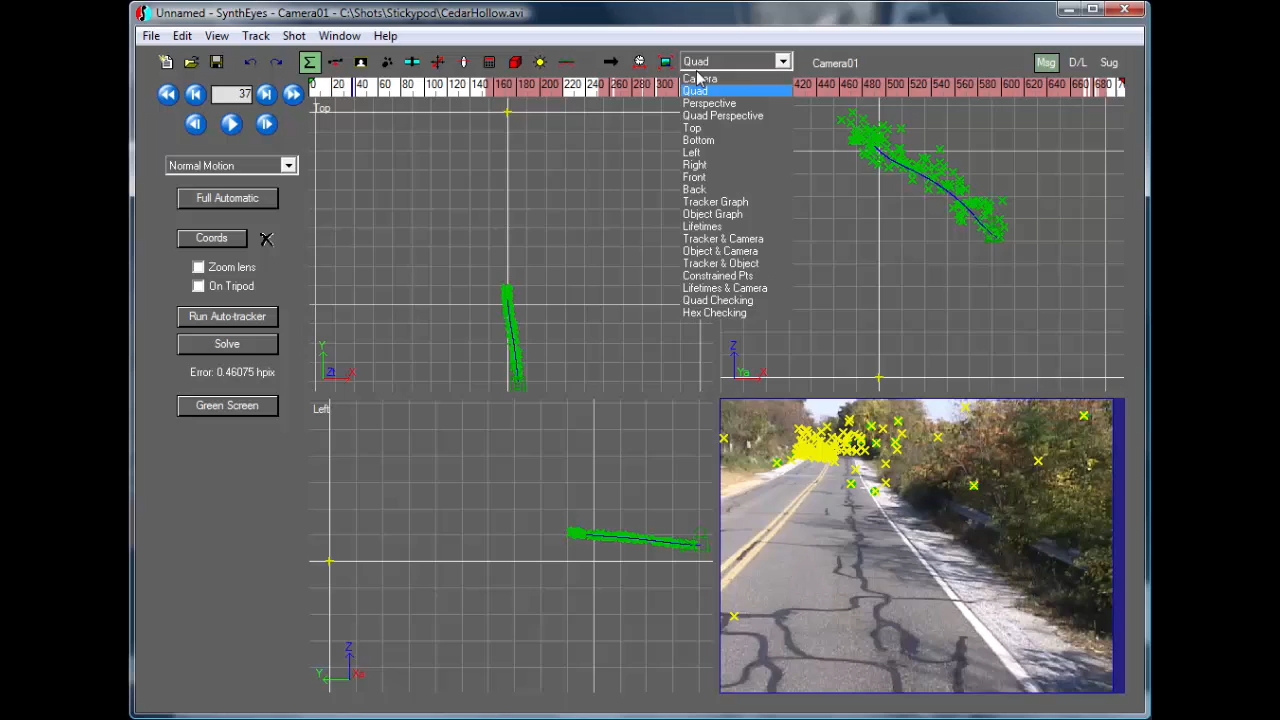 Unnamed - SynthEyes - Camera01 - C:\Shots\Stickypod\CedarHollow.avi
File Edit View Track Shot Window Help
Quad
Camera01
Msg D/L Sug
37
0 20 40 60 80 100 120 140 160 180 200 220 240 260 280 300
420 440 460 480 500 520 540 560 580 600 620 640 660 680
Camera
Quad
Perspective
Quad Perspective
Top
Bottom
Left
Right
Front
Back
Tracker Graph
Object Graph
Lifetimes
Tracker & Camera
Object & Camera
Tracker & Object
Constrained Pts
Lifetimes & Camera
Quad Checking
Hex Checking
Normal Motion
Full Automatic
Coords
Zoom lens
On Tripod
Run Auto-tracker
Solve
Error: 0.46075 hpix
Green Screen
Top
Y
X
Z
X
Left
Z
Y